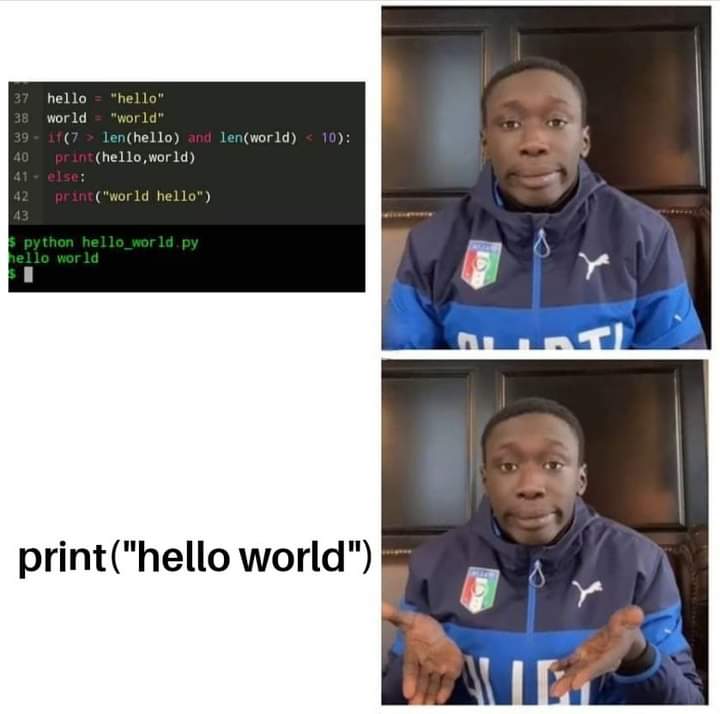 37 hello = "hello"
38 world = "world"
39 if(7 > len(hello) and len(world) < 10):
40 print(hello,world)
41 else:
42 print("world hello")
43
$ python hello_world.py
hello world
$
print("hello world")